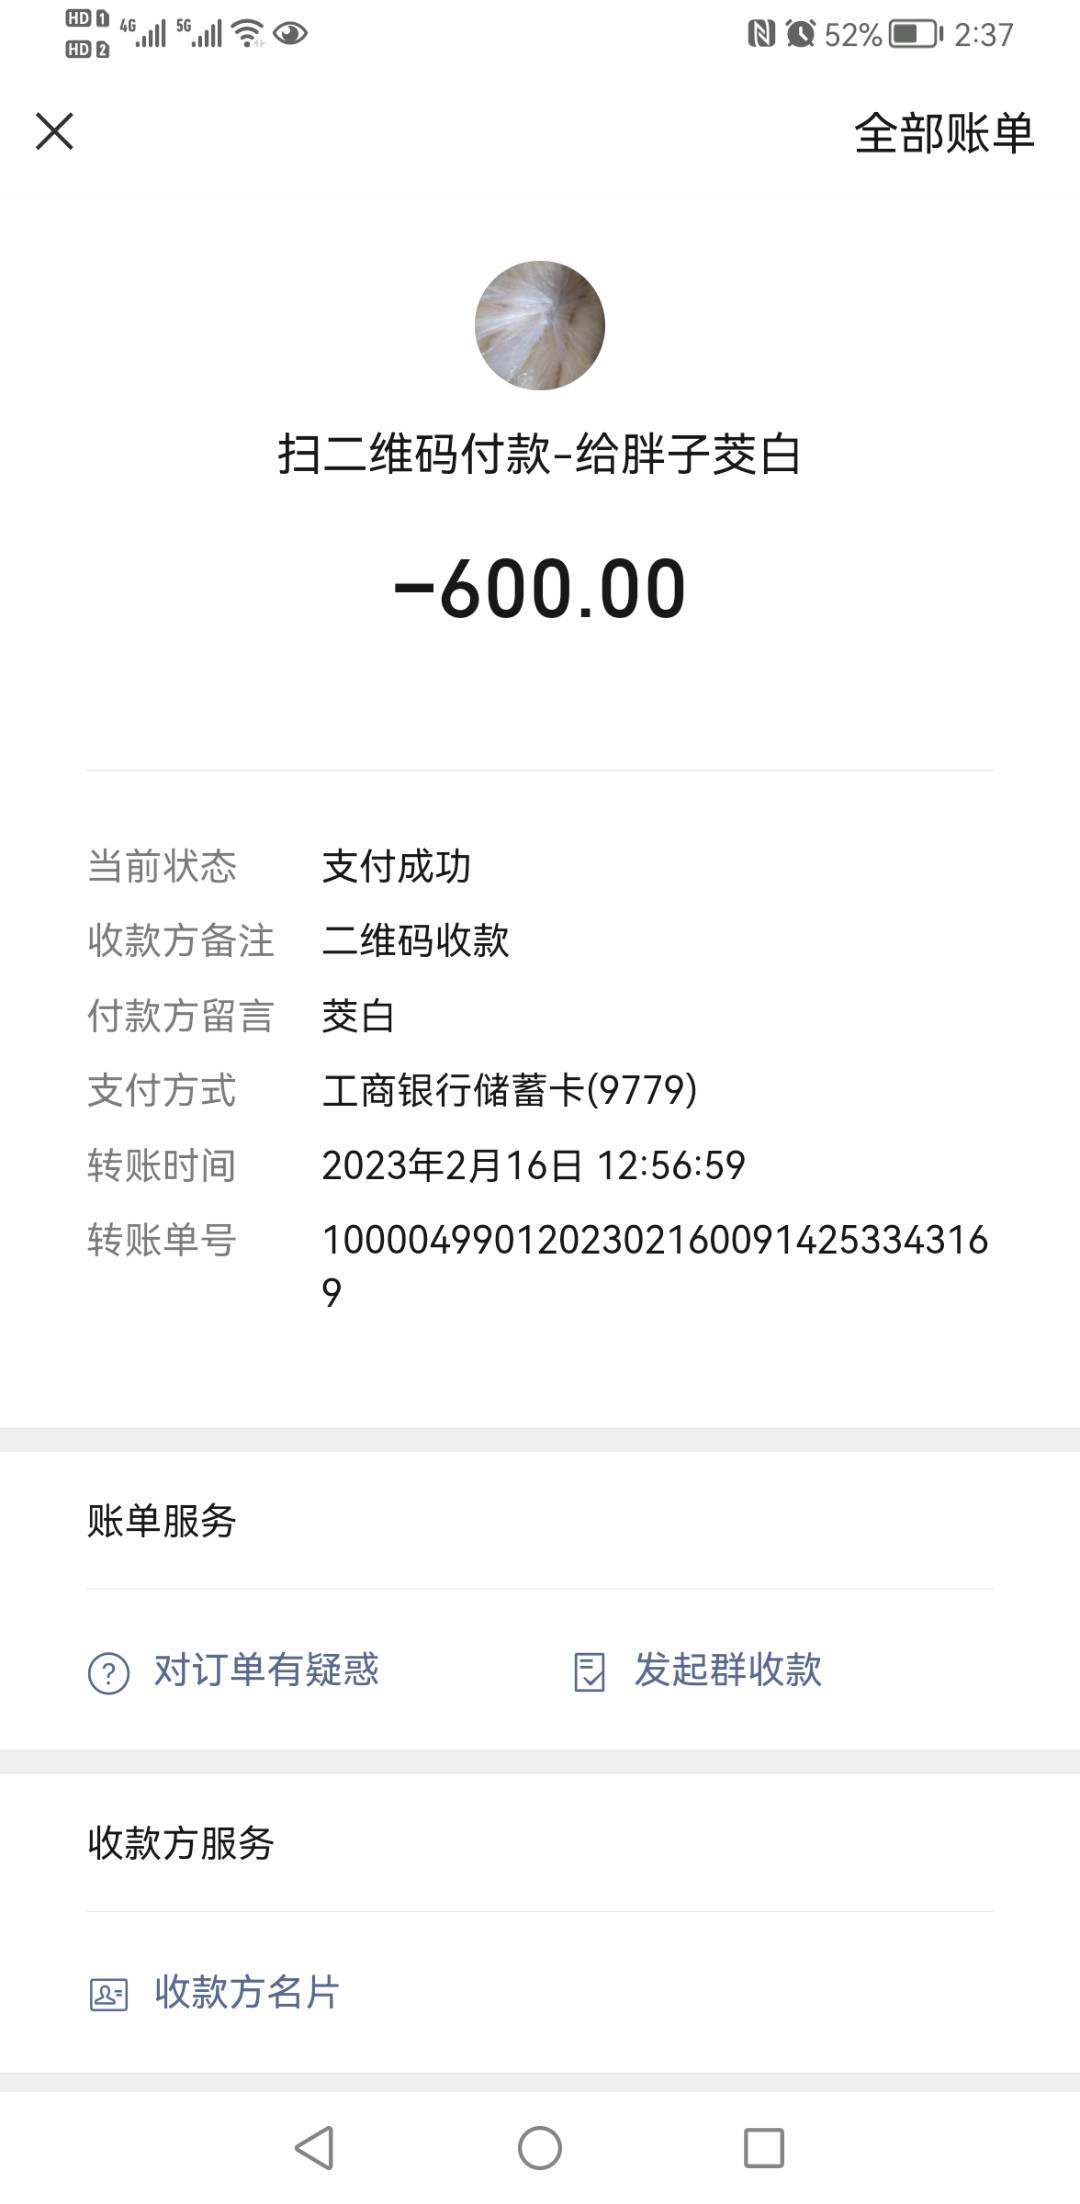 HD 1 4G 5G 52% 2:37
HD 2
全部账单
扫二维码付款-给胖子茭白
-600.00
当前状态 支付成功
收款方备注 二维码收款
付款方留言 茭白
支付方式 工商银行储蓄卡(9779)
转账时间 2023年2月16日 12:56:59
转账单号 1000049901202302160091425334316
9
账单服务
对订单有疑惑 发起群收款
收款方服务
收款方名片